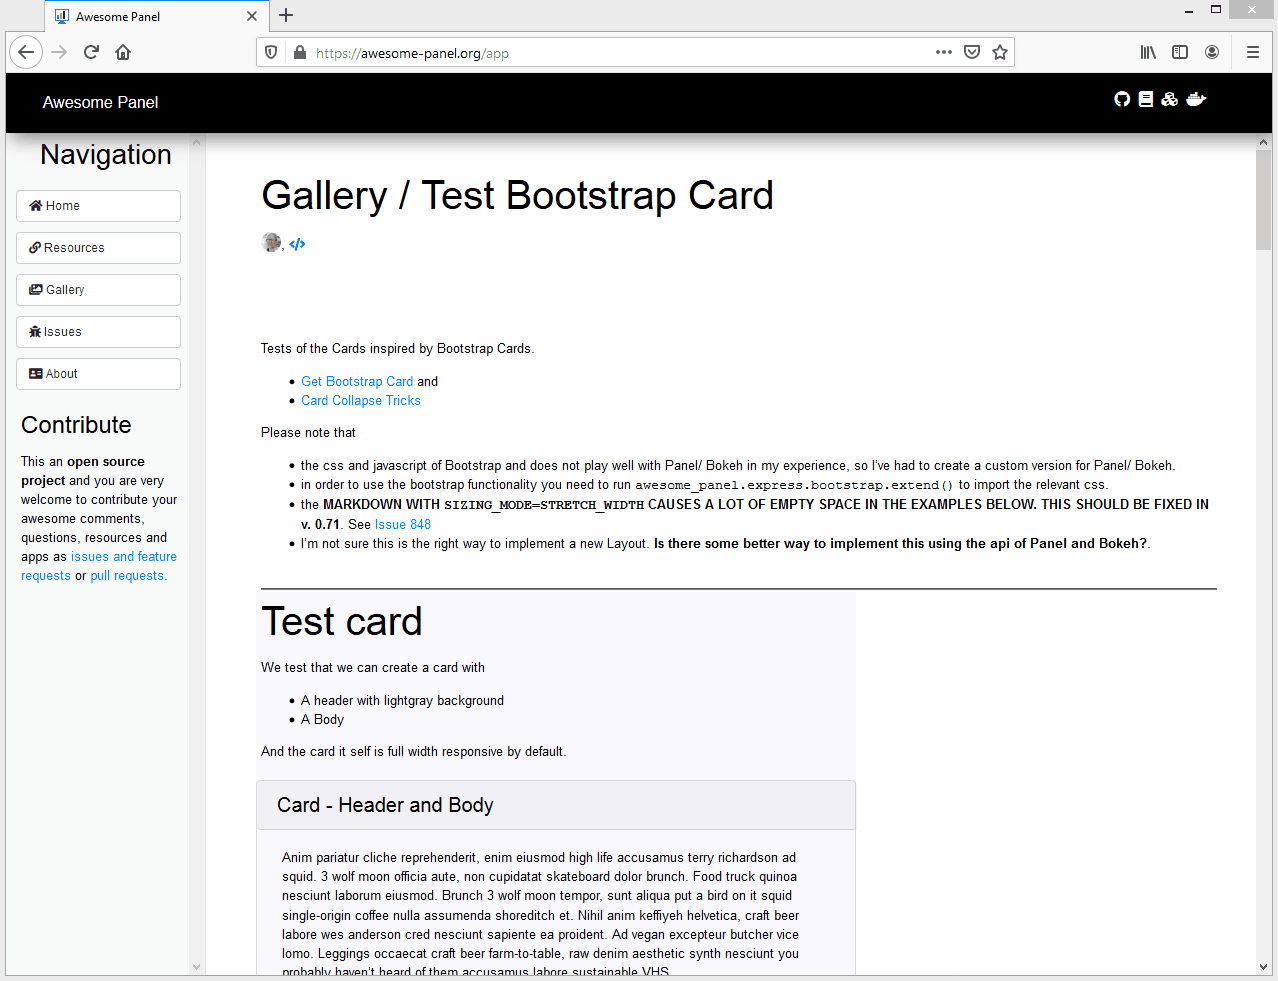 Awesome Panel
https://awesome-panel.org/app
Awesome Panel
Navigation
Home
Resources
Gallery
Issues
About
Contribute
This an open source
project and you are very
welcome to contribute your
awesome comments,
questions, resources and
apps as issues and feature
requests or pull requests.
Gallery / Test Bootstrap Card
, </>
Tests of the Cards inspired by Bootstrap Cards.
• Get Bootstrap Card and
• Card Collapse Tricks
Please note that
• the css and javascript of Bootstrap and does not play well with Panel/ Bokeh in my experience, so I've had to create a custom version for Panel/ Bokeh.
• in order to use the bootstrap functionality you need to run awesome_panel.express.bootstrap.extend() to import the relevant css.
• the MARKDOWN WITH SIZING_MODE=STRETCH_WIDTH CAUSES A LOT OF EMPTY SPACE IN THE EXAMPLES BELOW. THIS SHOULD BE FIXED IN
v. 0.71. See Issue 848
• I'm not sure this is the right way to implement a new Layout. Is there some better way to implement this using the api of Panel and Bokeh?.
Test card
We test that we can create a card with
• A header with lightgray background
• A Body
And the card it self is full width responsive by default.
Card - Header and Body
Anim pariatur cliche reprehenderit, enim eiusmod high life accusamus terry richardson ad
squid. 3 wolf moon officia aute, non cupidatat skateboard dolor brunch. Food truck quinoa
nesciunt laborum eiusmod. Brunch 3 wolf moon tempor, sunt aliqua put a bird on it squid
single-origin coffee nulla assumenda shoreditch et. Nihil anim keffiyeh helvetica, craft beer
labore wes anderson cred nesciunt sapiente ea proident. Ad vegan excepteur butcher vice
lomo. Leggings occaecat craft beer farm-to-table, raw denim aesthetic synth nesciunt you
probably haven't heard of them accusamus labore sustainable VHS.